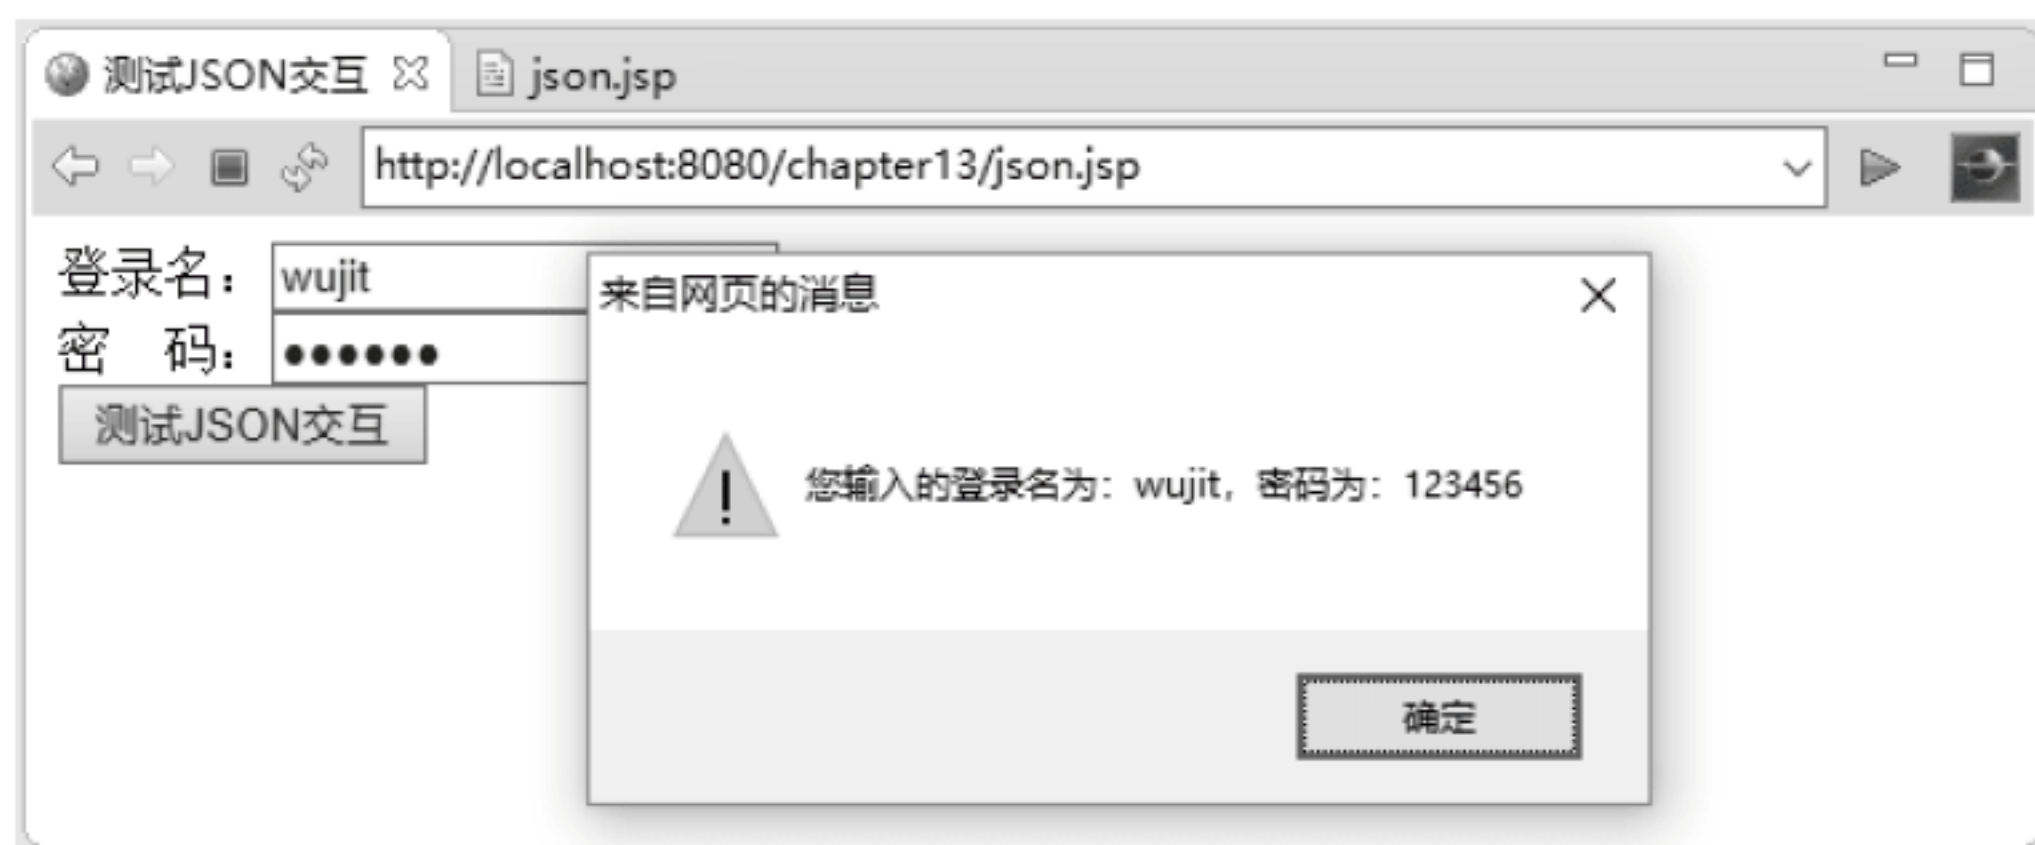 测试JSON交互 json.jsp
http://localhost:8080/chapter13/json.jsp
登录名：wujit
密 码：●●●●●●
测试JSON交互
来自网页的消息
您输入的登录名为：wujit，密码为：123456
确定